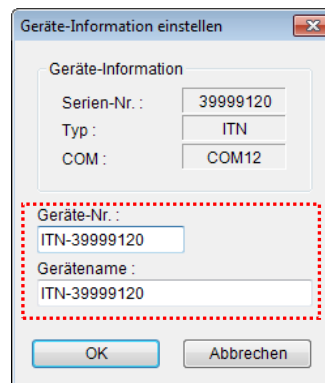 Geräte-Information einstellen
Geräte-Information
Serien-Nr. : 39999120
Typ : ITN
COM : COM12
Geräte-Nr. :
ITN-39999120
Gerätename :
ITN-39999120
OK Abbrechen